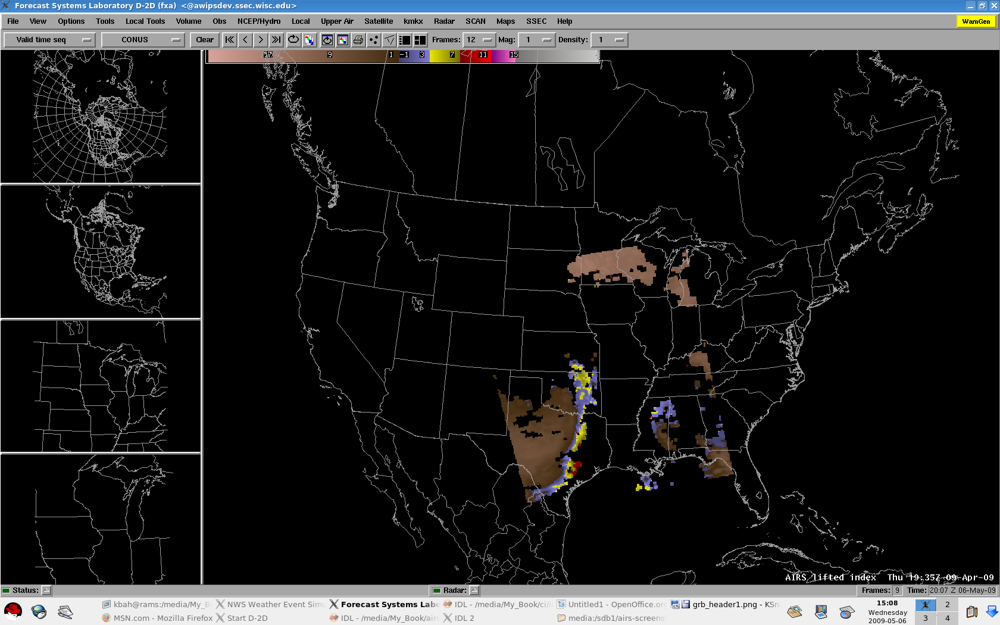 Forecast Systems Laboratory D-2D (fxa) <@awipsdev.ssec.wisc.edu>
File View Options Tools Local Tools Volume Obs NCEP/Hydro Local Upper Air Satellite kmkx Radar SCAN Maps SSEC Help WarnGen
Valid time seq CONUS Clear Frames: 12 Mag: 1 Density: 1
17 9 1 -1 3 7 11 15
AIRS lifted index Thu 19:35Z 09-Apr-09
Status: Radar: Frames: 9 Time: 20:07 Z 06-May-09
kbah@rams:/media/My_B NWS Weather Event Simu Forecast Systems Lab IDL - /media/My_Book/ci/i Untitled1 - OpenOffice.or grb_header1.png - KSn 15:08 1 2
MSN.com - Mozilla Firefox Start D-2D IDL - /media/My_Book/airs IDL 2 media:/sdb1/airs-screens Wednesday 3 4
2009-05-06